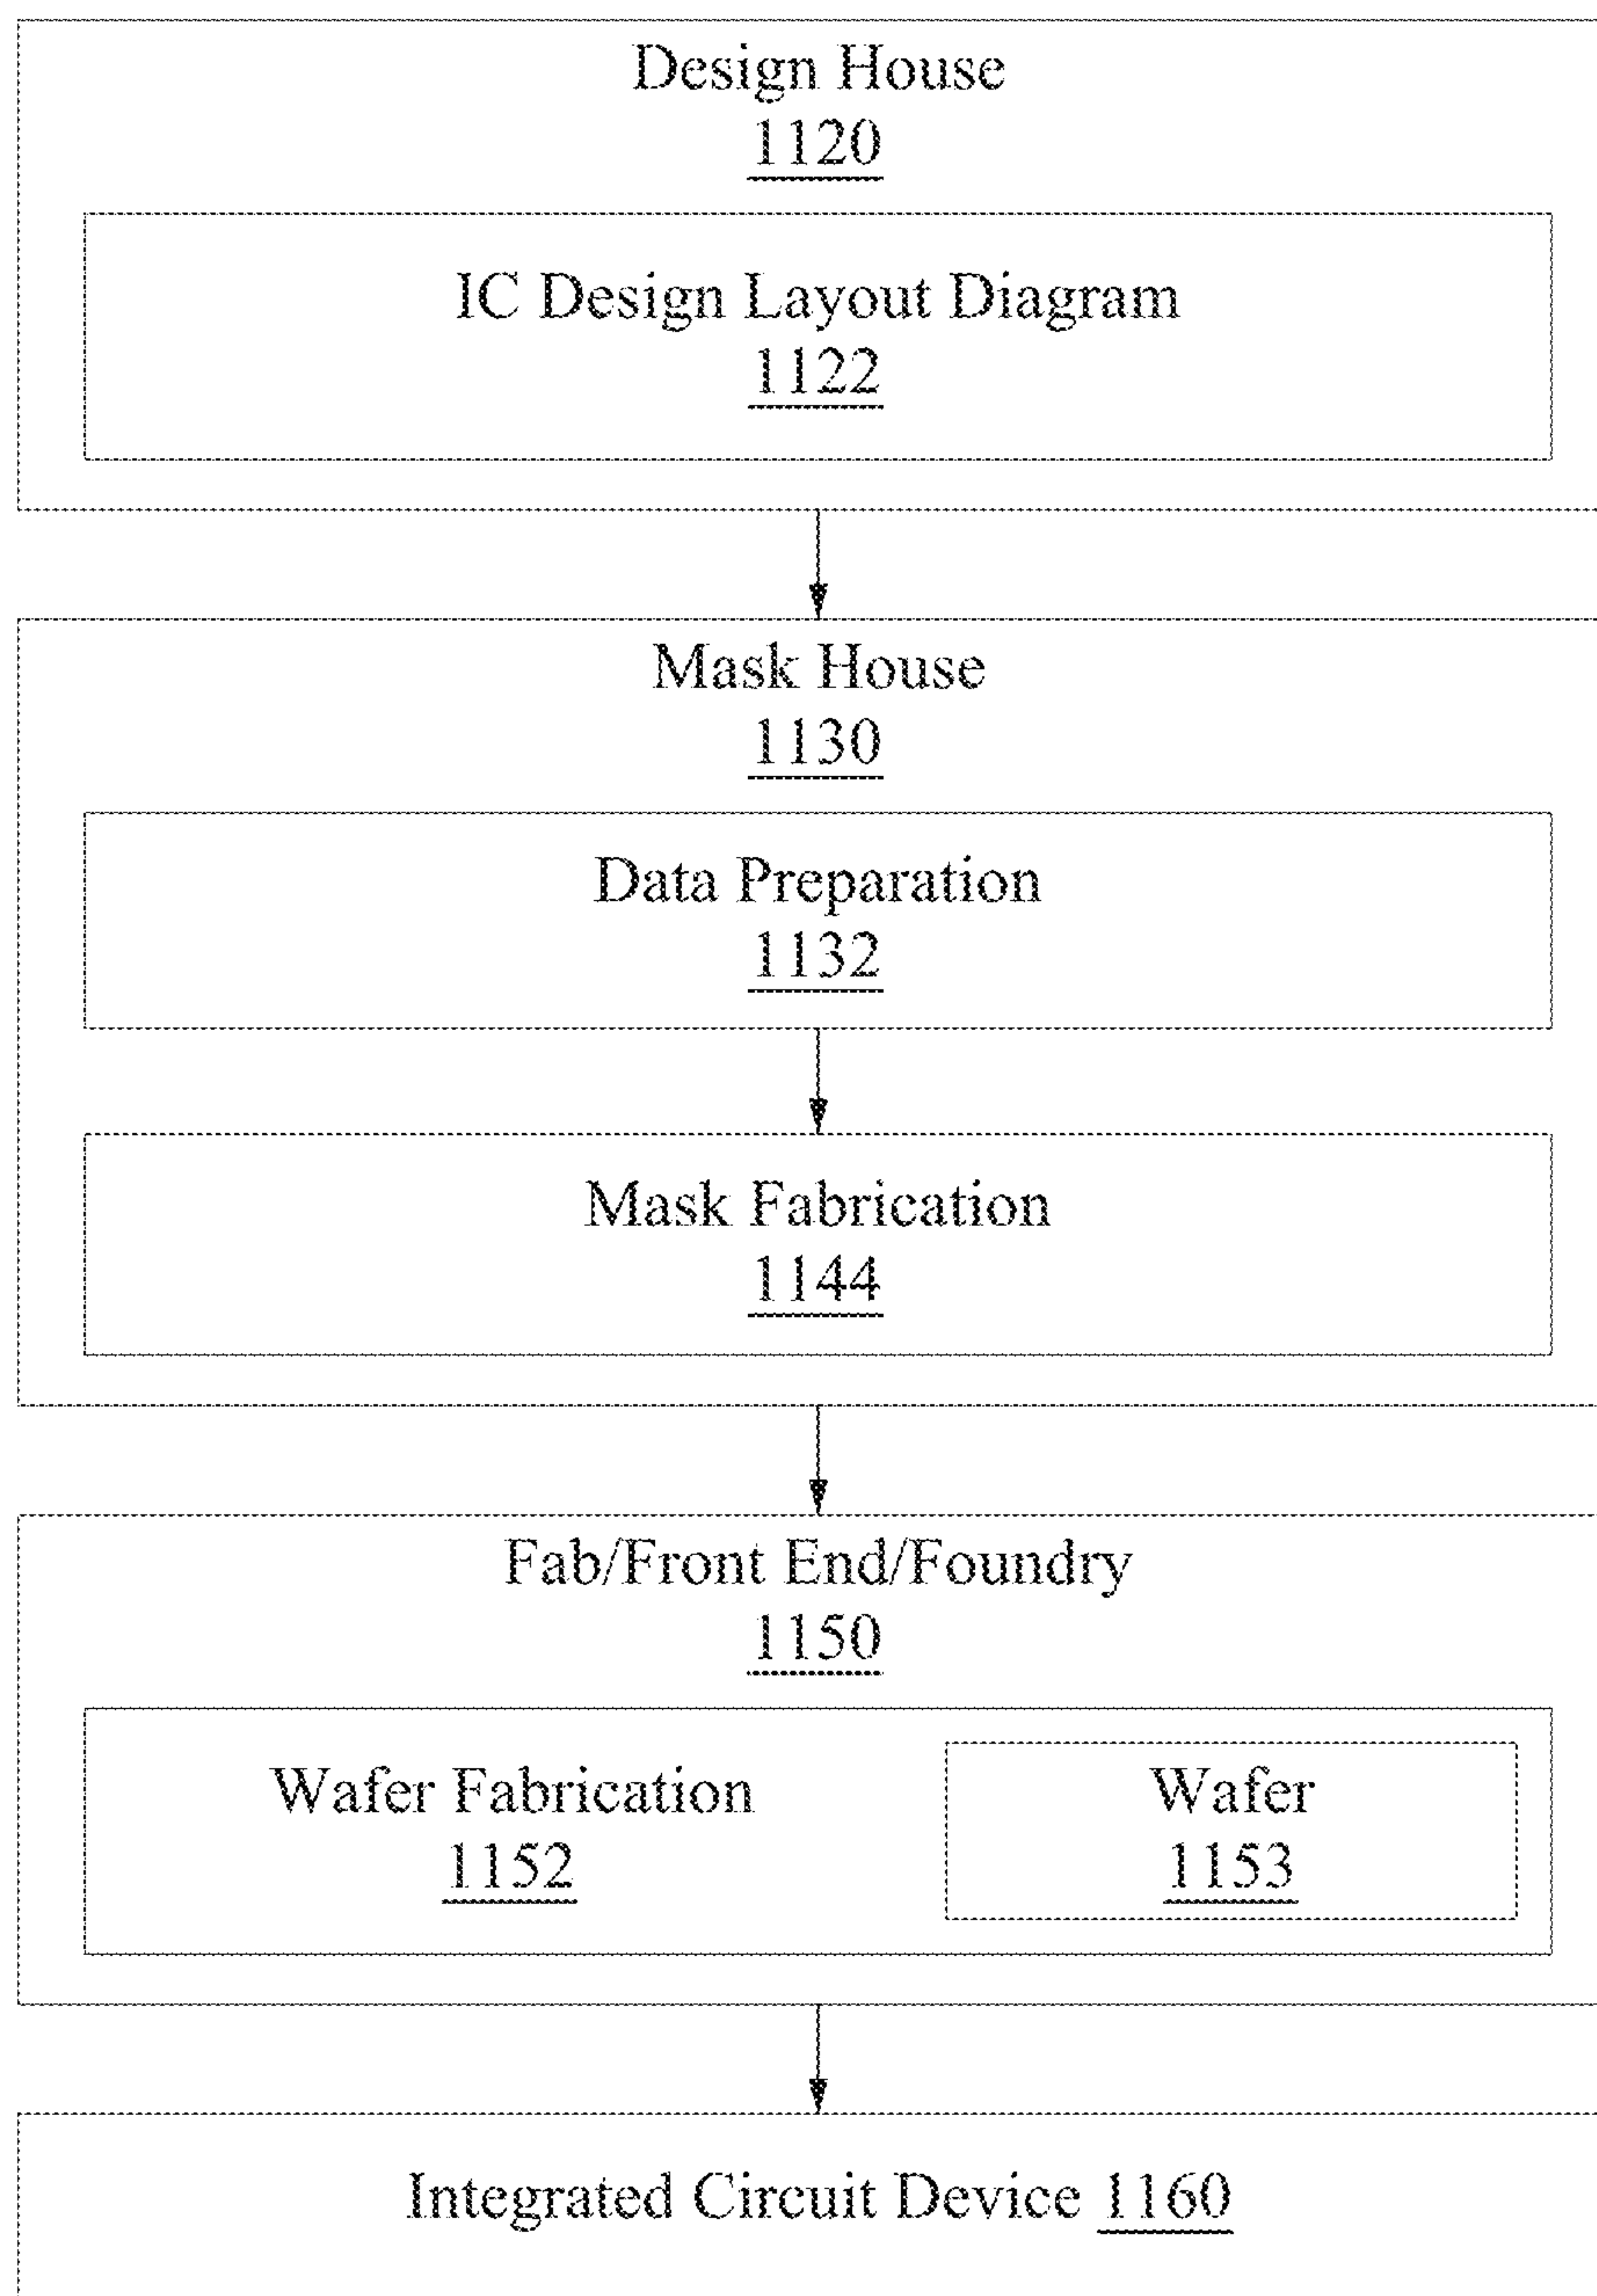 Design House
1120
IC Design Layout Diagram
1122
Mask House
1130
Data Preparation
1132
Mask Fabrication
1144
Fab/Front End/Foundry
1150
Wafer Fabrication
1152
Wafer
1153
Integrated Circuit Device 1160